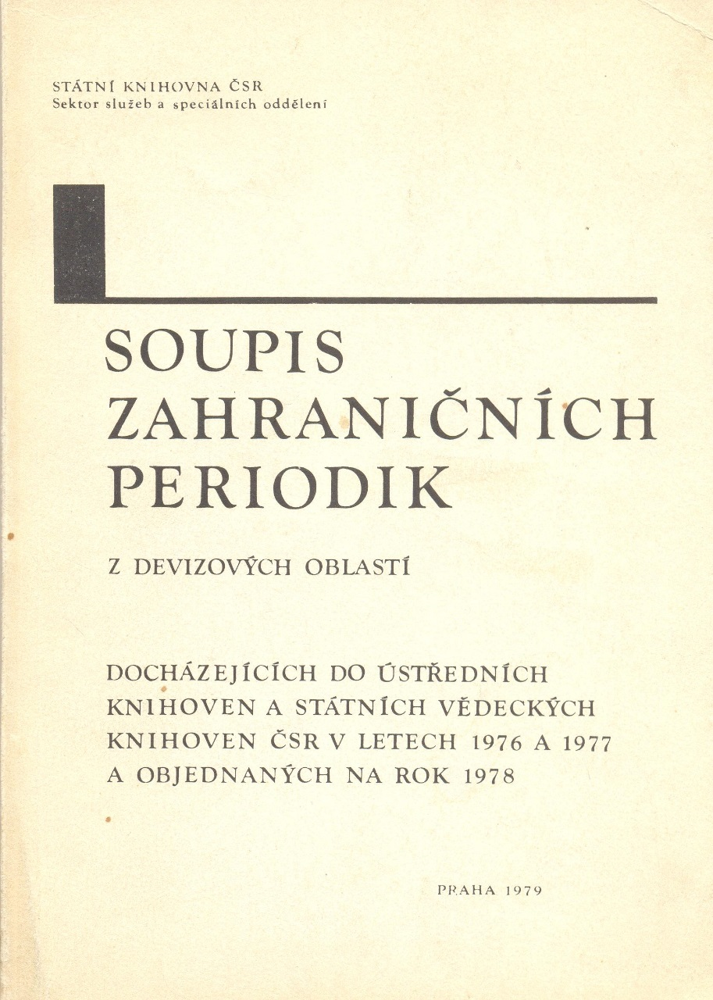 STÁTNÍ KNIHOVNA ČSR
Sektor služeb a speciálních oddělení
SOUPIS
ZAHRANIČNÍCH
PERIODIK
Z DEVIZOVÝCH OBLASTÍ
DOCHÁZEJÍCÍCH DO ÚSTŘEDNÍCH
KNIHOVEN A STÁTNÍCH VĚDECKÝCH
KNIHOVEN ČSR V LETECH 1976 A 1977
A OBJEDNANÝCH NA ROK 1978
PRAHA 1979